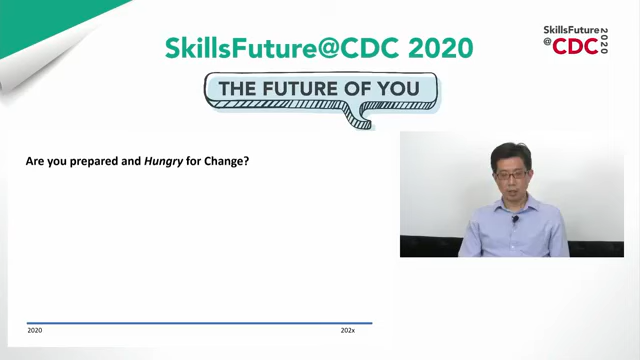 SkillsFuture@CDC 2020
SkillsFuture
@CDC
2020
THE FUTURE OF YOU
Are you prepared and Hungry for Change?
2020
202x